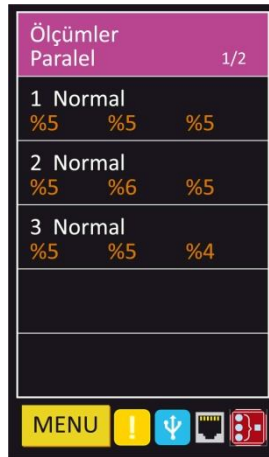 Ölçümler
Paralel 1/2
1 Normal
%5 %5 %5
2 Normal
%5 %6 %5
3 Normal
%5 %5 %4
MENU !